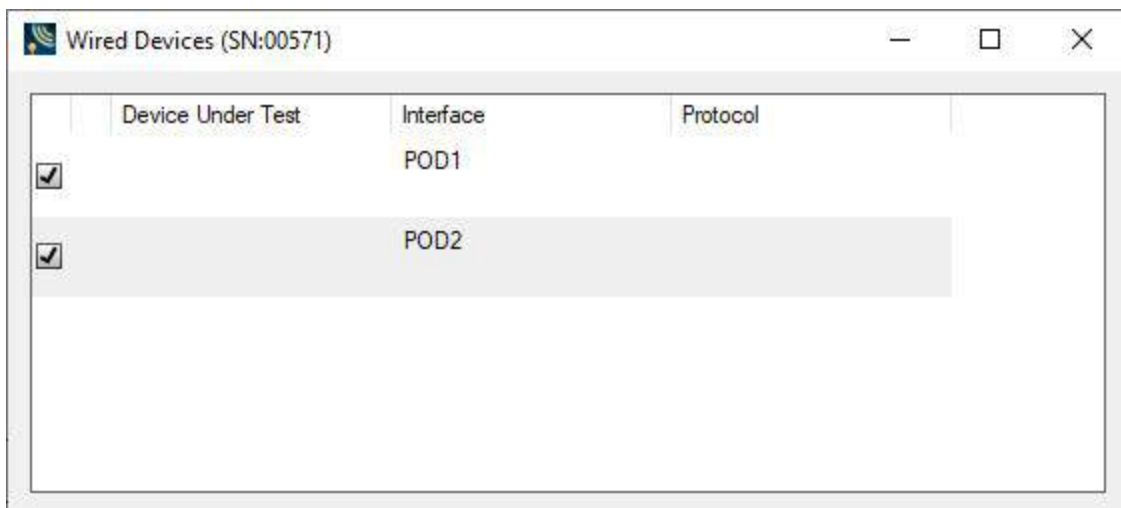 Wired Devices (SN:00571)
Device Under Test Interface Protocol
POD1
POD2